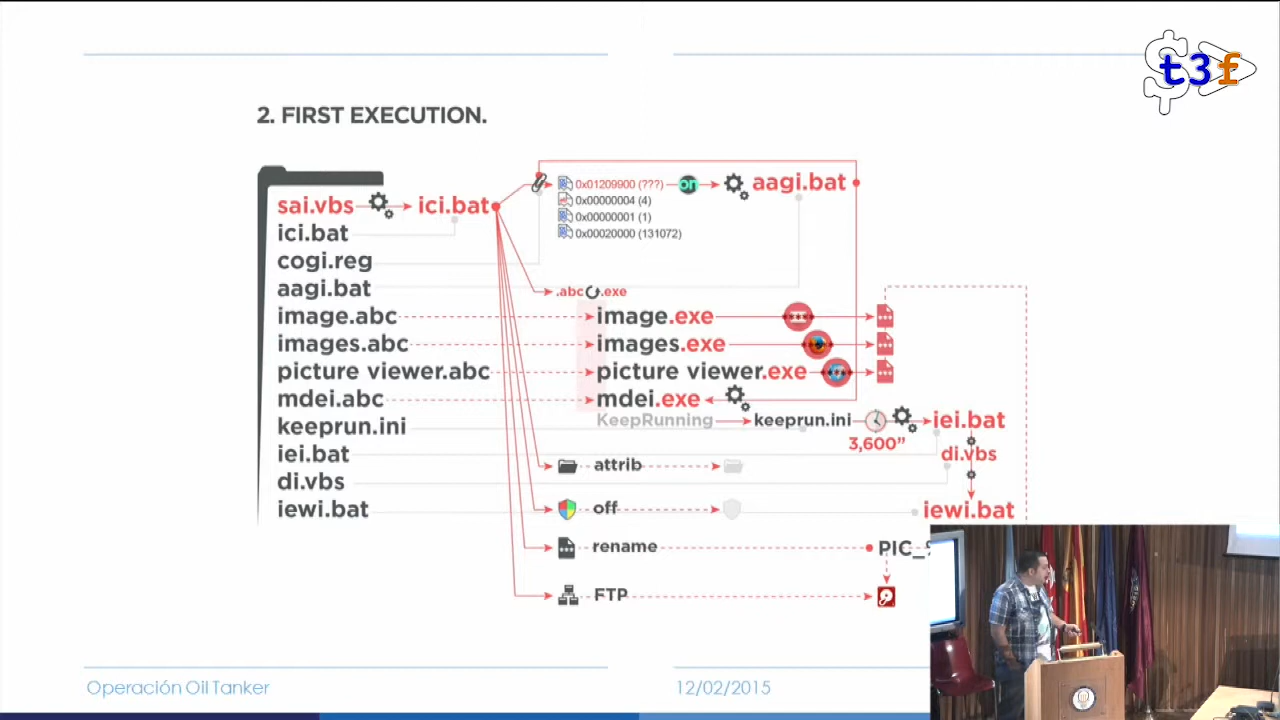 t3f
2. FIRST EXECUTION.
sai.vbs ici.bat
ici.bat
cogi.reg
aagi.bat
image.abc
images.abc
picture viewer.abc
mdei.abc
keeprun.ini
iei.bat
di.vbs
iewi.bat
0x01209900 (???) on aagi.bat
0x00000004 (4)
0x00000001 (1)
0x00020000 (131072)
.abc .exe
image.exe ***
images.exe
picture viewer.exe
mdei.exe
KeepRunning keeprun.ini iei.bat
3,600"
di.vbs
attrib
off iewi.bat
rename PIC_
FTP
Operación Oil Tanker
12/02/2015